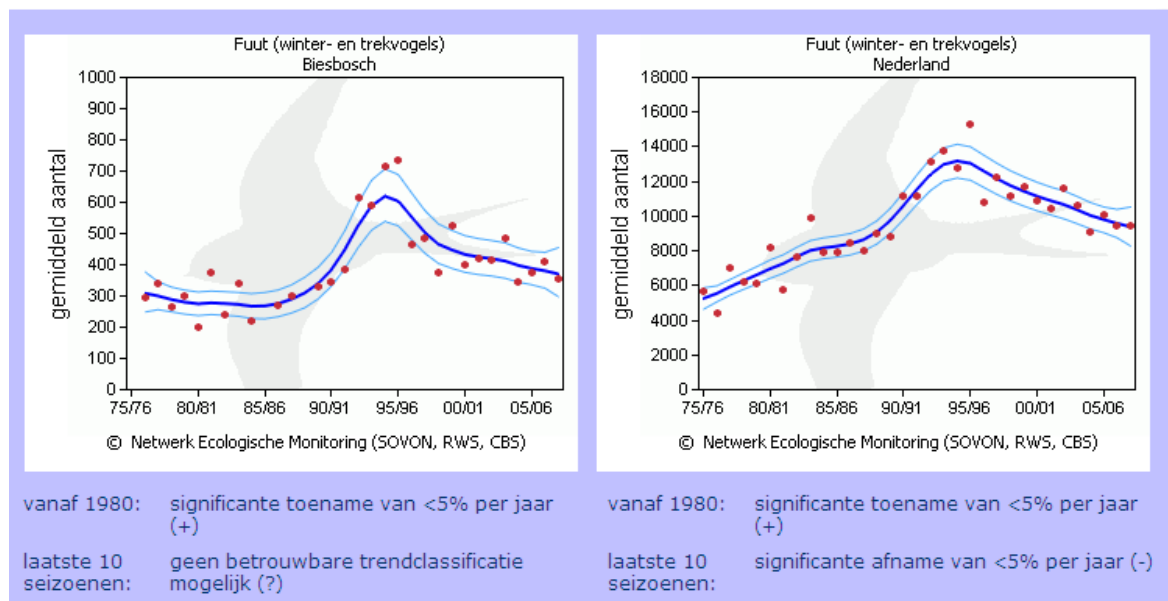 Fuut (winter- en trekvogels)
Biesbosch
gemiddeld aantal
1000
900
800
700
600
500
400
300
200
100
0
75/76 80/81 85/86 90/91 95/96 00/01 05/06
© Netwerk Ecologische Monitoring (SOVON, RWS, CBS)
vanaf 1980: significante toename van <5% per jaar
(+)
laatste 10 geen betrouwbare trendclassificatie
seizoenen: mogelijk (?)
Fuut (winter- en trekvogels)
Nederland
gemiddeld aantal
18000
16000
14000
12000
10000
8000
6000
4000
2000
0
75/76 80/81 85/86 90/91 95/96 00/01 05/06
© Netwerk Ecologische Monitoring (SOVON, RWS, CBS)
vanaf 1980: significante toename van <5% per jaar
(+)
laatste 10 significante afname van <5% per jaar (-)
seizoenen: